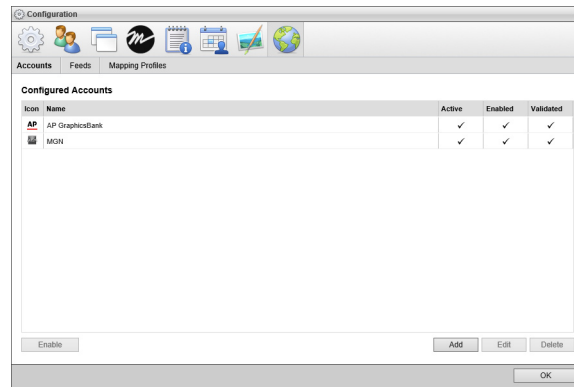 Configuration
Accounts Feeds Mapping Profiles
Configured Accounts
Icon Name Active Enabled Validated
AP AP GraphicsBank ✓ ✓ ✓
MGN ✓ ✓ ✓
Enable Add Edit Delete
OK